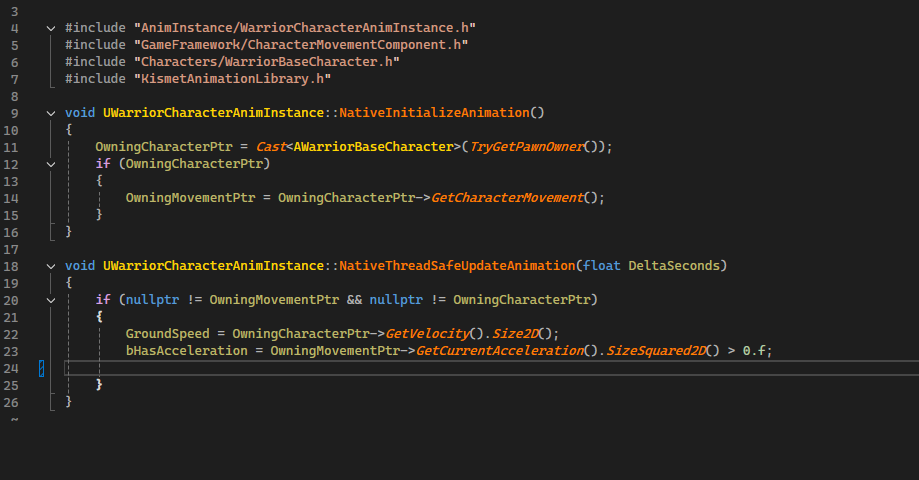 3
4 #include "AnimInstance/WarriorCharacterAnimInstance.h"
5 #include "GameFramework/CharacterMovementComponent.h"
6 #include "Characters/WarriorBaseCharacter.h"
7 #include "KismetAnimationLibrary.h"
8
9 void UWarriorCharacterAnimInstance::NativeInitializeAnimation()
10 {
11 OwningCharacterPtr = Cast<AWarriorBaseCharacter>(TryGetPawnOwner());
12 if (OwningCharacterPtr)
13 {
14 OwningMovementPtr = OwningCharacterPtr->GetCharacterMovement();
15 }
16 }
17
18 void UWarriorCharacterAnimInstance::NativeThreadSafeUpdateAnimation(float DeltaSeconds)
19 {
20 if (nullptr != OwningMovementPtr && nullptr != OwningCharacterPtr)
21 {
22 GroundSpeed = OwningCharacterPtr->GetVelocity().Size2D();
23 bHasAcceleration = OwningMovementPtr->GetCurrentAcceleration().SizeSquared2D() > 0.f;
24
25 }
26 }